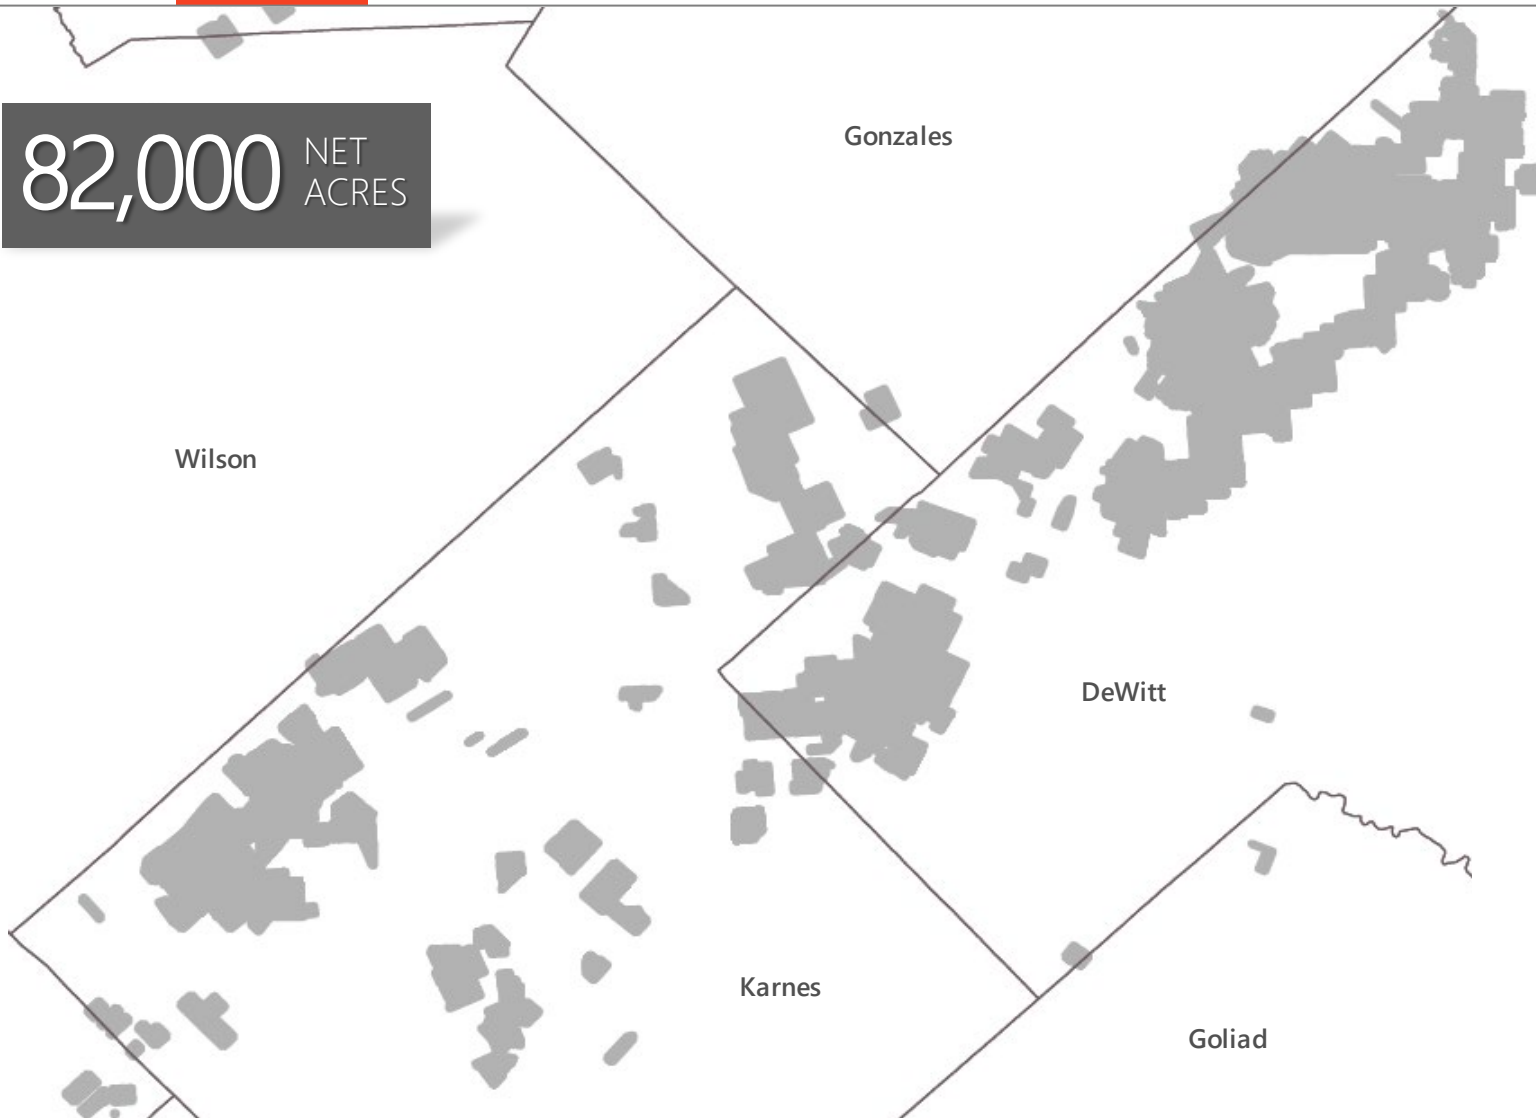 Gonzales
82,000 NET
ACRES
Wilson
DeWitt
Karnes
Goliad